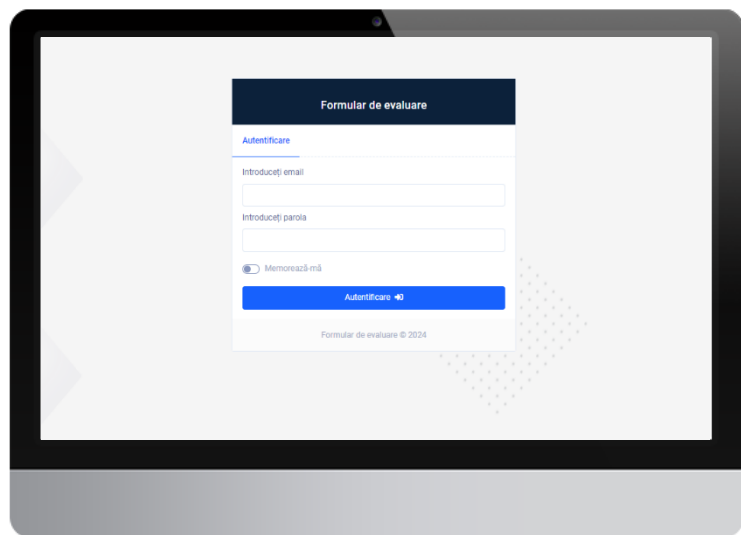 Formular de evaluare
Autentificare
Introduceți email
Introduceți parola
Memorează-mă
Autentificare
Formular de evaluare © 2024